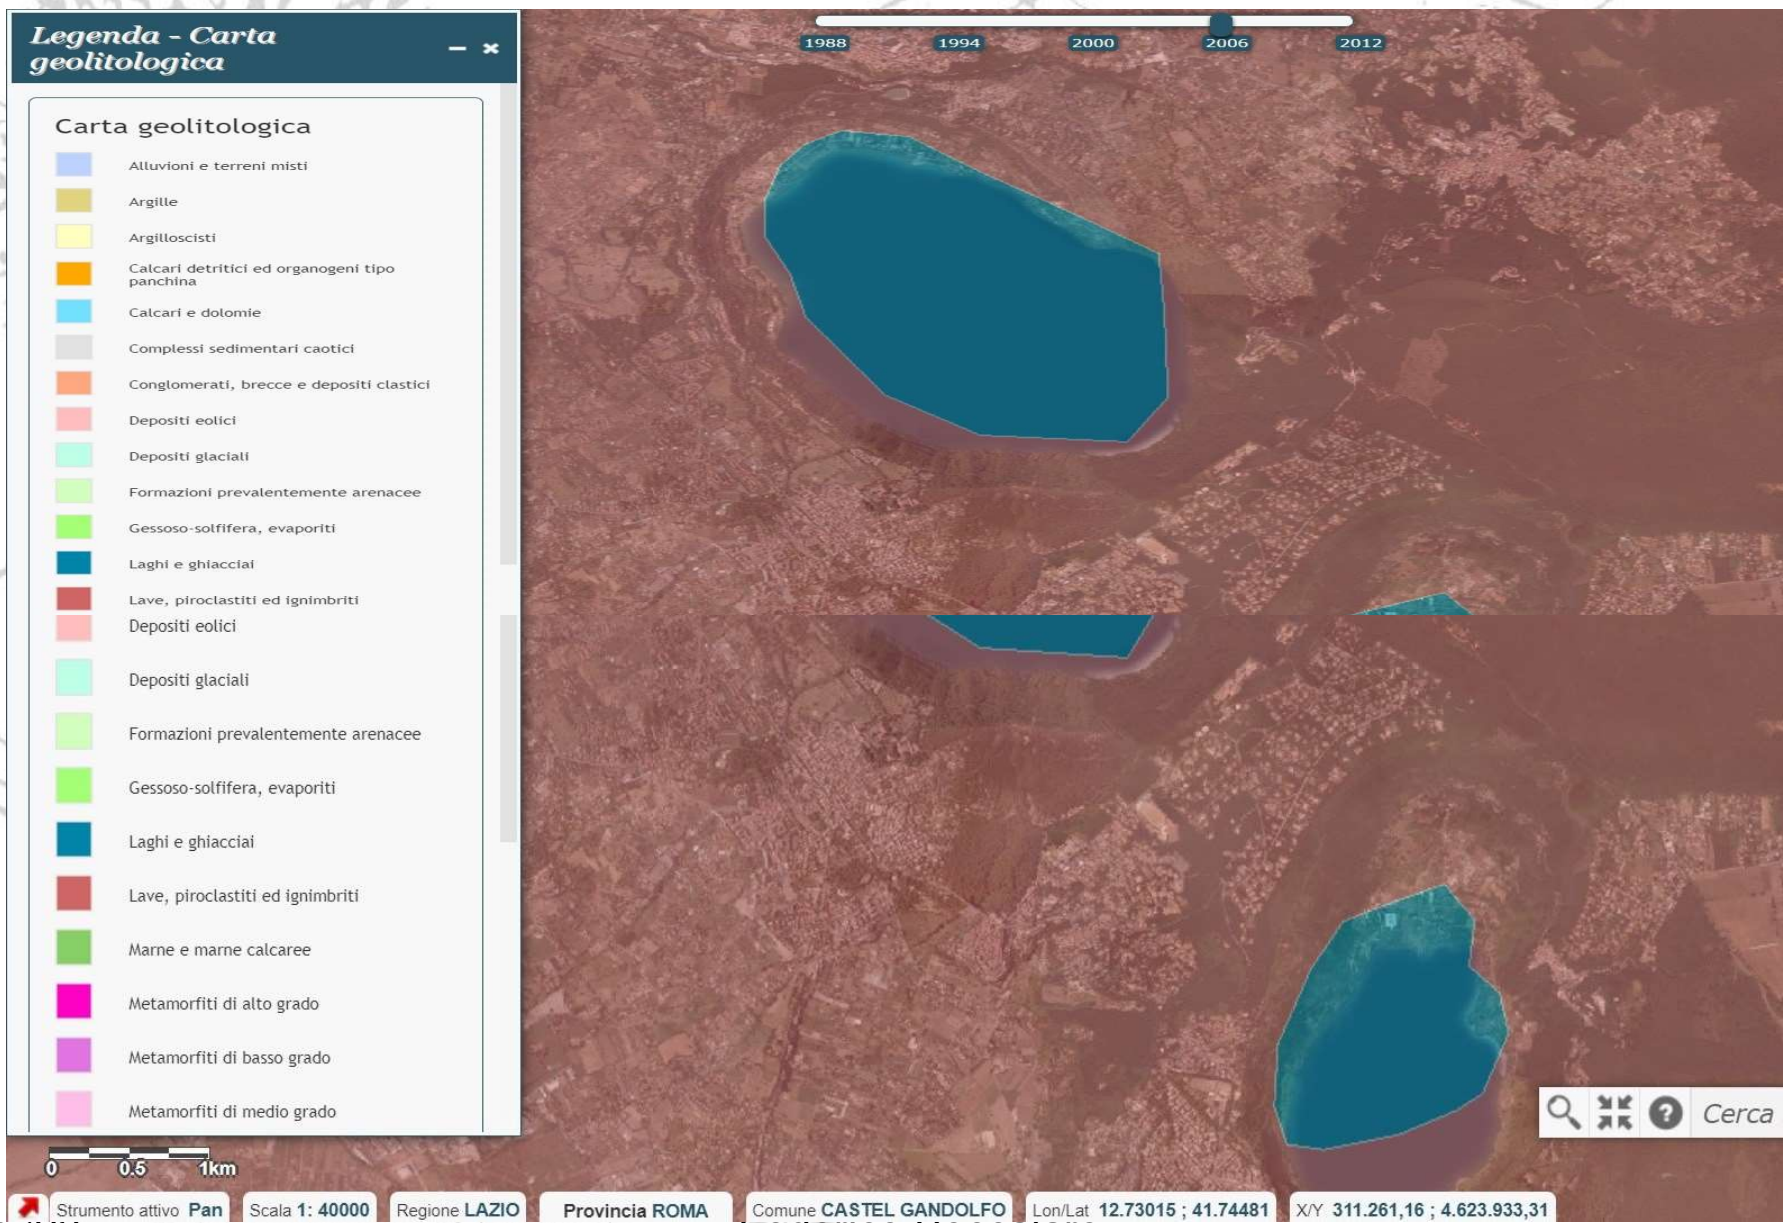 Legenda - Carta
geolitologica
1988 1994 2000 2006 2012
Carta geolitologica
Alluvioni e terreni misti
Argille
Argilloscisti
Calcari detritici ed organogeni tipo
panchina
Calcari e dolomie
Complessi sedimentari caotici
Conglomerati, brecce e depositi clastici
Depositi eolici
Depositi glaciali
Formazioni prevalentemente arenacee
Gessoso-solfifera, evaporiti
Laghi e ghiacciai
Lave, piroclastiti ed ignimbriti
Depositi eolici
Depositi glaciali
Formazioni prevalentemente arenacee
Gessoso-solfifera, evaporiti
Laghi e ghiacciai
Lave, piroclastiti ed ignimbriti
Marne e marne calcaree
Metamorfiti di alto grado
Metamorfiti di basso grado
Metamorfiti di medio grado
Cerca
0 0.5 1km
Strumento attivo Pan Scala 1: 40000 Regione LAZIO Provincia ROMA Comune CASTEL GANDOLFO Lon/Lat 12.73015 ; 41.74481 X/Y 311.261,16 ; 4.623.933,31